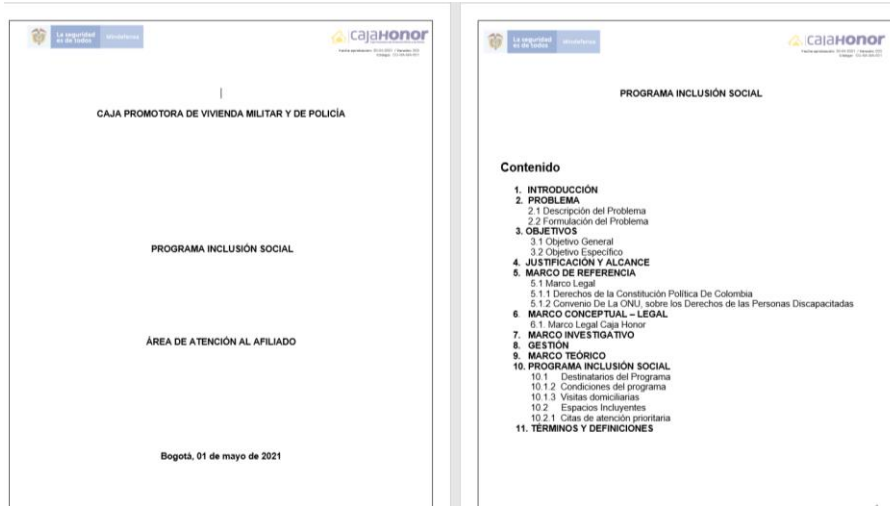 La seguridad
es de todos
Mindefensa
CajaHonor
CAJA PROMOTORA DE VIVIENDA MILITAR Y DE POLICÍA
PROGRAMA INCLUSIÓN SOCIAL
ÁREA DE ATENCIÓN AL AFILIADO
Bogotá, 01 de mayo de 2021
La seguridad
es de todos
Mindefensa
CajaHonor
PROGRAMA INCLUSIÓN SOCIAL
Contenido
1. INTRODUCCIÓN
2. PROBLEMA
2.1 Descripción del Problema
2.2 Formulación del Problema
3. OBJETIVOS
3.1 Objetivo General
3.2 Objetivo Específico
4. JUSTIFICACIÓN Y ALCANCE
5. MARCO DE REFERENCIA
5.1 Marco Legal
5.1.1 Derechos de la Constitución Política De Colombia
5.1.2 Convenio De La ONU, sobre los Derechos de las Personas Discapacitadas
6. MARCO CONCEPTUAL – LEGAL
6.1. Marco Legal Caja Honor
7. MARCO INVESTIGATIVO
8. GESTIÓN
9. MARCO TEÓRICO
10. PROGRAMA INCLUSIÓN SOCIAL
10.1 Destinatarios del Programa
10.1.2 Condiciones del programa
10.1.3 Visitas domiciliarias
10.2 Espacios Incluyentes
10.2.1 Citas de atención prioritaria
11. TÉRMINOS Y DEFINICIONES